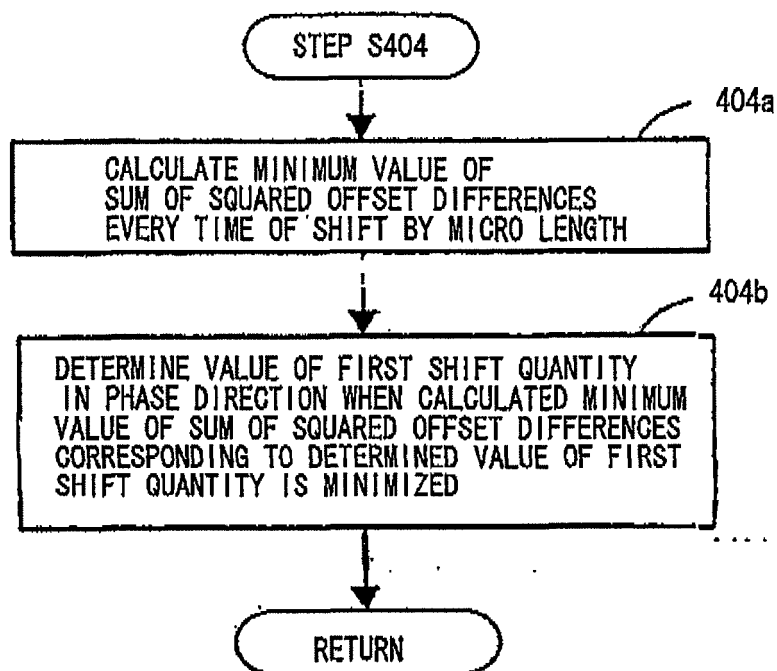 STEP S404
404a
CALCULATE MINIMUM VALUE OF
SUM OF SQUARED OFFSET DIFFERENCES
EVERY TIME OF SHIFT BY MICRO LENGTH
404b
DETERMINE VALUE OF FIRST SHIFT QUANTITY
IN PHASE DIRECTION WHEN CALCULATED MINIMUM
VALUE OF SUM OF SQUARED OFFSET DIFFERENCES
CORRESPONDING TO DETERMINED VALUE OF FIRST
SHIFT QUANTITY IS MINIMIZED
RETURN